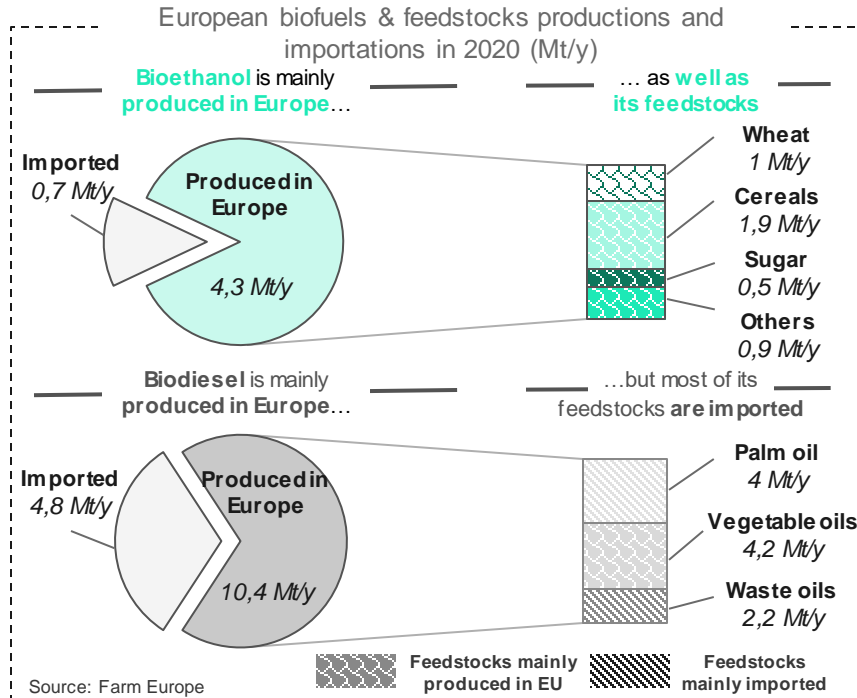 European biofuels & feedstocks productions and
importations in 2020 (Mt/y)
Bioethanol is mainly
produced in Europe…
… as well as
its feedstocks
Imported
0,7 Mt/y
Produced in
Europe
4,3 Mt/y
Wheat
1 Mt/y
Cereals
1,9 Mt/y
Sugar
0,5 Mt/y
Others
0,9 Mt/y
Biodiesel is mainly
produced in Europe…
…but most of its
feedstocks are imported
Imported
4,8 Mt/y
Produced in
Europe
10,4 Mt/y
Palm oil
4 Mt/y
Vegetable oils
4,2 Mt/y
Waste oils
2,2 Mt/y
Source: Farm Europe
Feedstocks mainly
produced in EU
Feedstocks
mainly imported